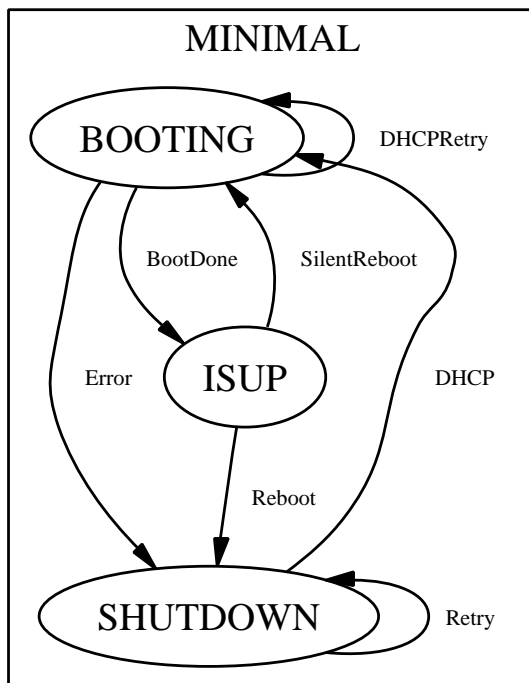 MINIMAL
BOOTING
DHCPRetry
BootDone
SilentReboot
ISUP
Error
DHCP
Reboot
SHUTDOWN
Retry